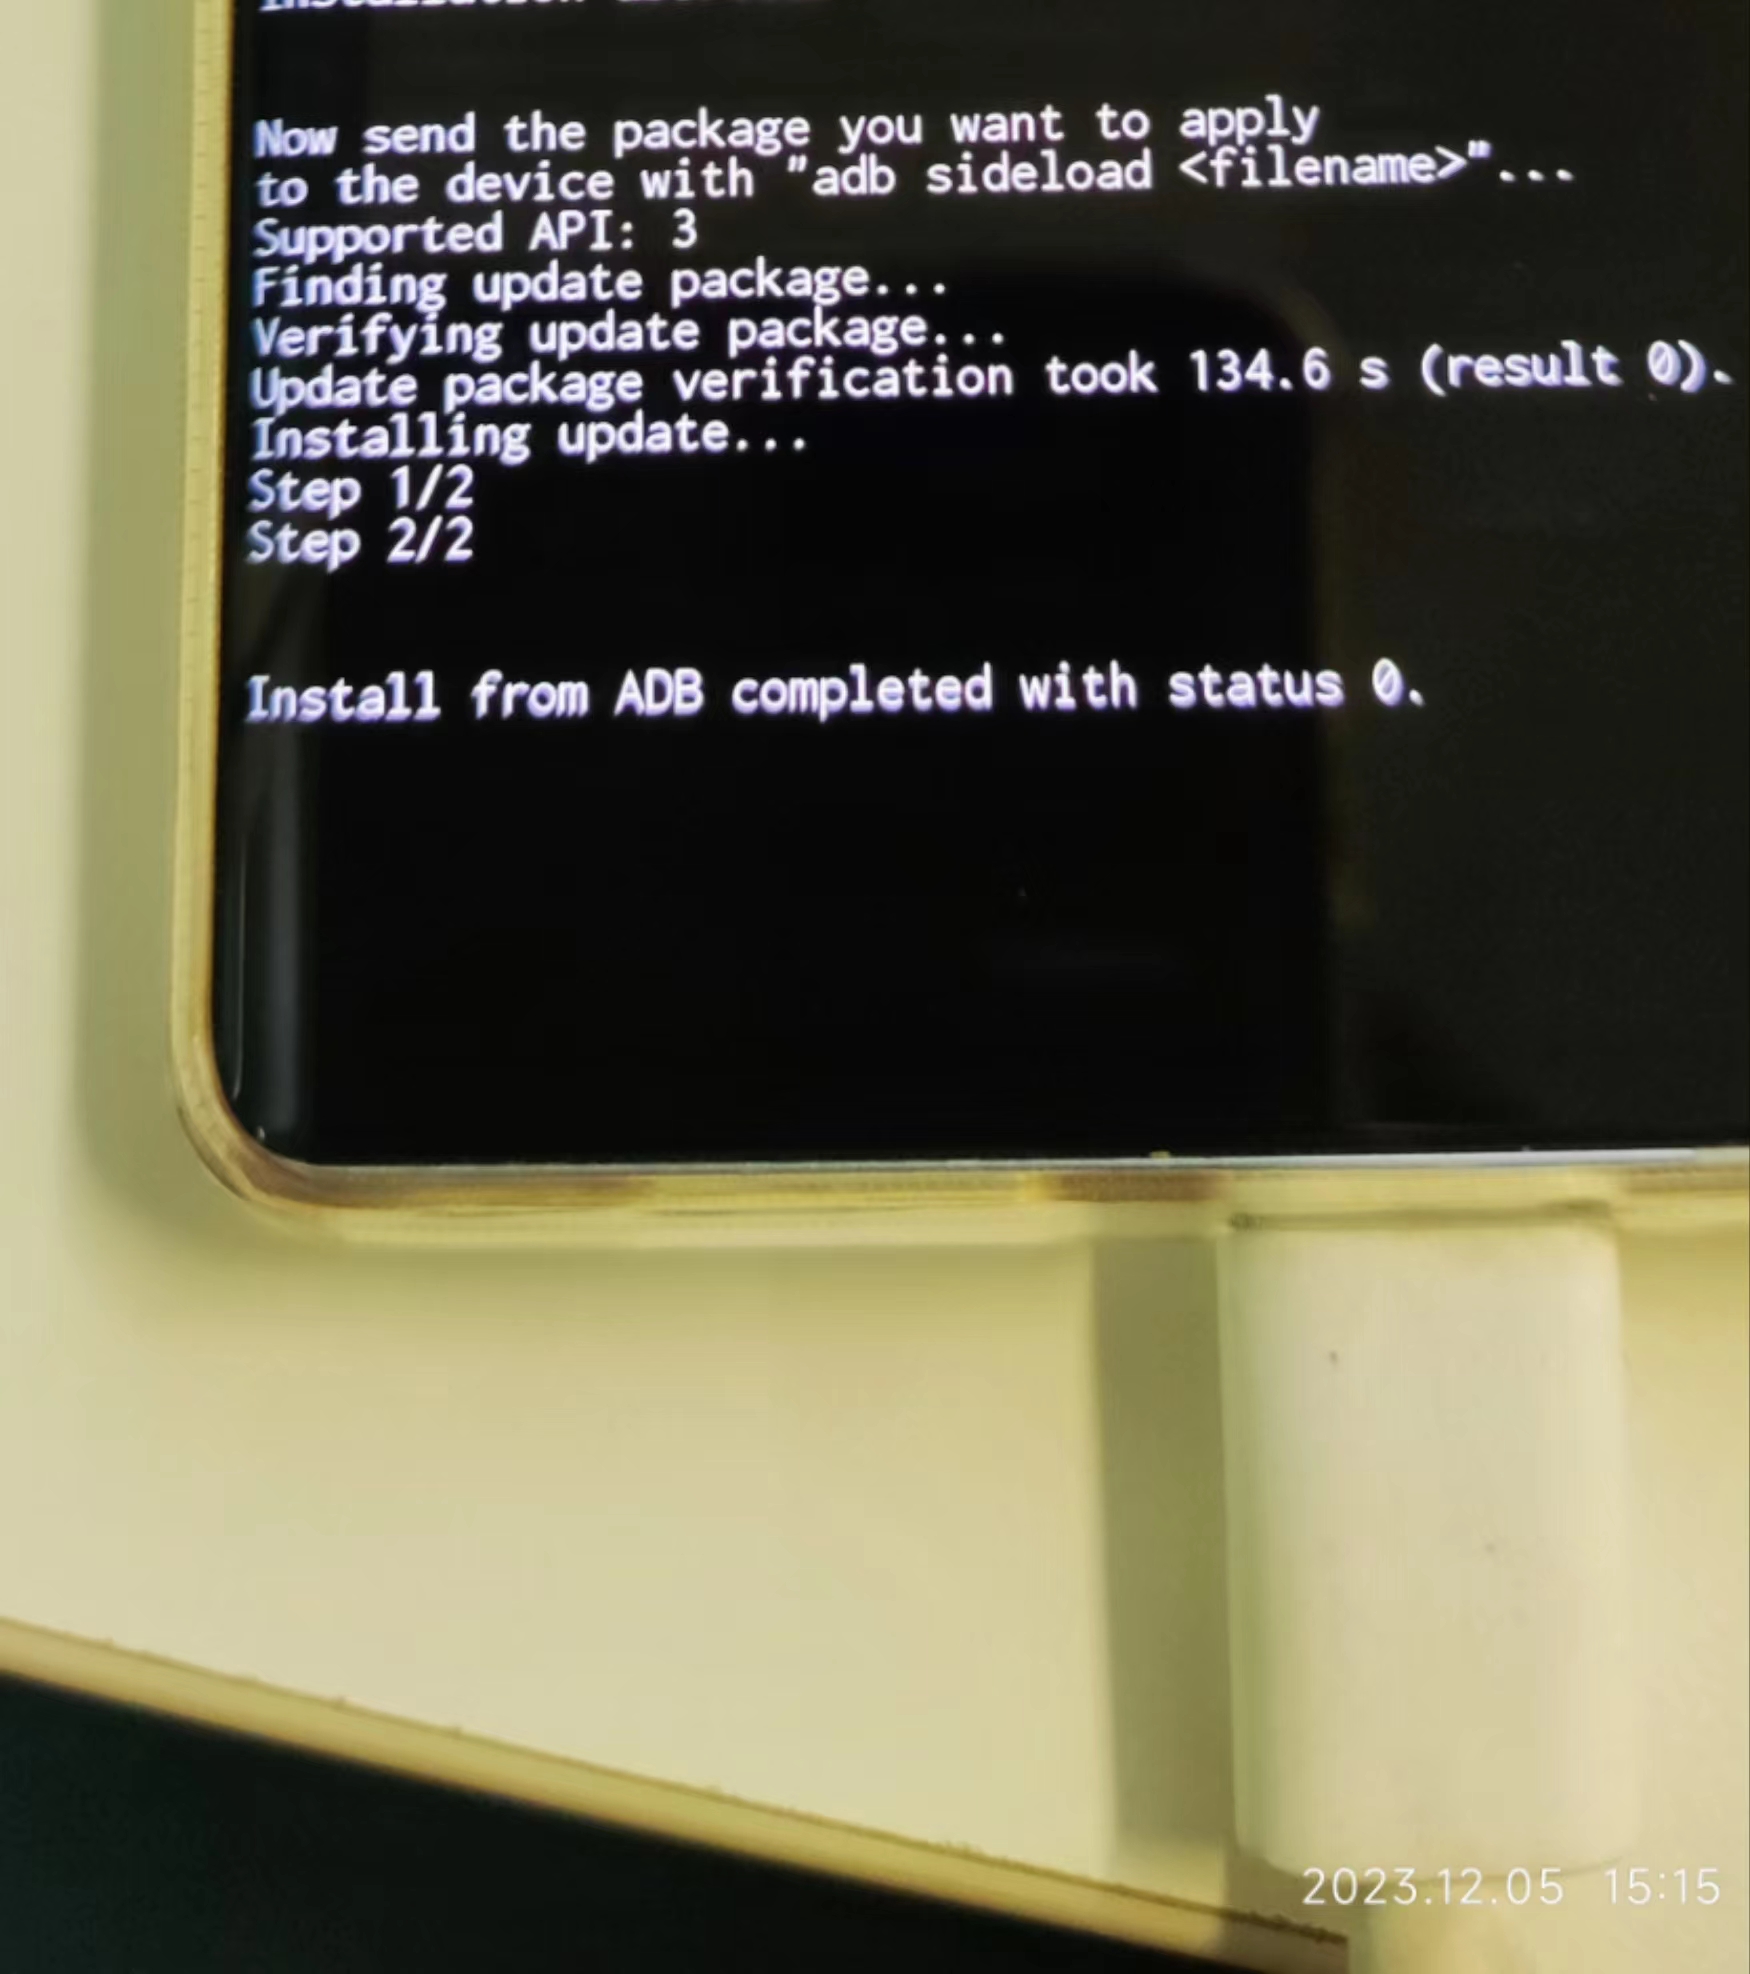 Now send the package you want to apply
to the device with "adb sideload <filename>"...
Supported API: 3
Finding update package...
Verifying update package...
Update package verification took 134.6 s (result 0).
Installing update...
Step 1/2
Step 2/2
Install from ADB completed with status 0.
2023.12.05 15:15